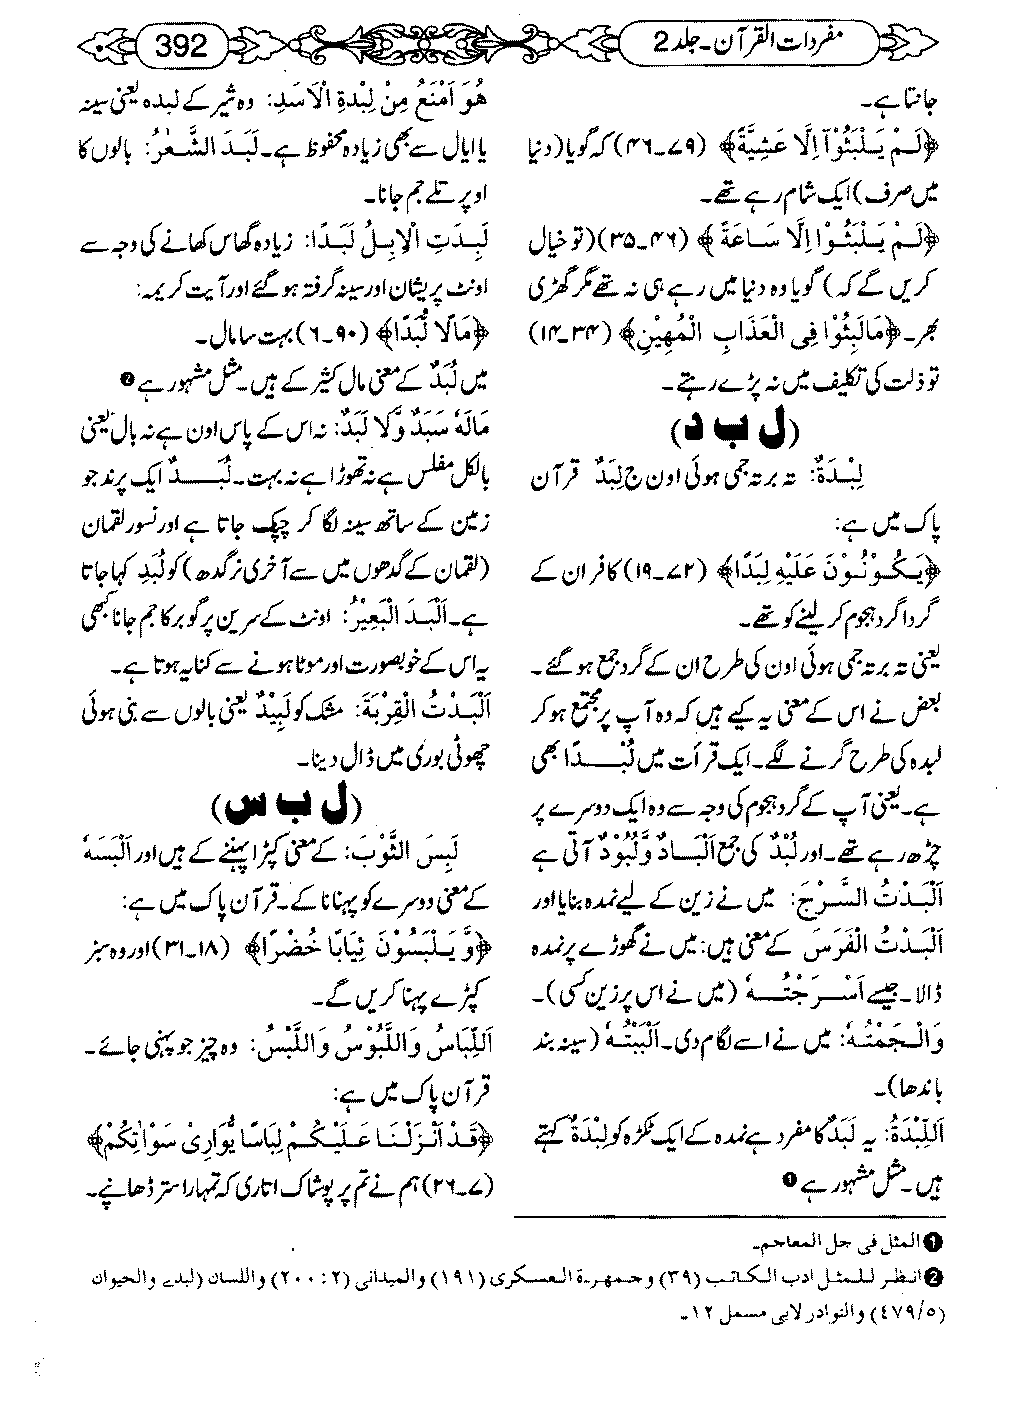 مفردات القرآن۔ جلد 2
392
جانتا ہے۔
﴿لَمْ يَلْبَثُوْآ اِلَّا عَشِيَّةً﴾ (۷۹۔۴۶) کہ گویا (دنیا
میں صرف) ایک شام رہے تھے۔
﴿لَمْ يَلْبَثُوْا اِلَّا سَاعَةً﴾ (۴۶۔۳۵) (تو خیال
کریں گے کہ) گویا وہ دنیا میں رہے ہی نہ تھے مگر گھڑی
بھر۔ ﴿مَالَبِثُوْا فِى الْعَذَابِ الْمُهِيْنِ﴾ (۳۴۔۱۴)
تو ذلت کی تکلیف میں نہ پڑے رہتے۔
(ل ب د)
لِبْدَةٌ: تہ برتہ جمی ہوئی اون ج لِبَدٌ قرآن
پاک میں ہے:
﴿يَكُوْنُوْنَ عَلَيْهِ لِبَدًا﴾ (۷۲۔۱۹) کافر ان کے
گردا گرد ہجوم کر لینے کو تھے۔
یعنی تہ برتہ جمی ہوئی اون کی طرح ان کے گرد جمع ہو گئے۔
بعض نے اس کے معنی یہ کیے ہیں کہ وہ آپ پر مجتمع ہو کر
لبدہ کی طرح گرنے لگے۔ ایک قرأت میں لُبَدًا بھی
ہے۔ یعنی آپ کے گرد ہجوم کی وجہ سے وہ ایک دوسرے پر
چڑھ رہے تھے۔ اور لُبْدٌ کی جمع اَلْبَادٌ وَّلُبُوْدٌ آتی ہے
اَلْبَدْتُ السَّرْجَ: میں نے زین کے لیے نمدہ بنایا اور
اَلْبَدْتُ الْفَرَسَ کے معنی ہیں: میں نے گھوڑے پر نمدہ
ڈالا۔ جیسے اَسْرَجْتُهٗ (میں نے اس پر زین کسی)۔
وَاَلْجَمْتُهٗ: میں نے اسے لگام دی۔ اَلْبَبْتُهٗ (سینہ بند
باندھا)۔
اَللِّبْدَةُ: یہ لَبَدٌ کا مفرد ہے نمدہ کے ایک ٹکڑہ کو لِبْدَةٌ کہتے
ہیں۔ مثل مشہور ہے ❶
هُوَ اَمْنَعُ مِنْ لِبْدَةِ الْاَسَدِ: وہ شیر کے لبدہ یعنی سینہ
یا ایال سے بھی زیادہ محفوظ ہے۔ لَبَدَ الشَّعْرُ: بالوں کا
اوپر تلے جم جانا۔
لَبِدَتِ الْاِبِلُ لَبَدًا: زیادہ گھاس کھانے کی وجہ سے
اونٹ پریشان اور سینہ گرفتہ ہو گئے اور آیت کریمہ:
﴿مَالًا لُّبَدًا﴾ (۹۰۔۶) بہت سا مال۔
میں لُبَدٌ کے معنی مال کثیر کے ہیں۔ مثل مشہور ہے ❷
مَالَهٗ سَبَدٌ وَّلَا لَبَدٌ: نہ اس کے پاس اون ہے نہ بال یعنی
بالکل مفلس ہے نہ تھوڑا ہے نہ بہت۔ لُبَدٌ ایک پرند جو
زمین کے ساتھ سینہ لگا کر چپک جاتا ہے اور نسور لقمان
(لقمان کے گدھوں میں سے آخری نرگدھ) کو لُبَد کہا جاتا
ہے۔ اَلْبَدَ الْبَعِيْرُ: اونٹ کے سرین پر گوبر کا جم جانا کبھی
یہ اس کے خوبصورت اور موٹا ہونے سے کنایہ ہوتا ہے۔
اَلْبَدْتُ الْقِرْبَةَ: مشک کو لَبِيْدٌ یعنی بالوں سے بنی ہوئی
چھوٹی بوری میں ڈال دینا۔
(ل ب س)
لَبِسَ الثَّوْبَ: کے معنی کپڑا پہننے کے ہیں اور اَلْبَسَهٗ
کے معنی دوسرے کو پہنانا کے۔ قرآن پاک میں ہے:
﴿وَّ يَلْبَسُوْنَ ثِيَابًا خُضْرًا﴾ (۱۸۔۳۱) اور وہ سبز
کپڑے پہنا کریں گے۔
اَللِّبَاسُ وَاللَّبُوْسُ وَاللَّبْسُ: وہ چیز جو پہنی جائے۔
قرآن پاک میں ہے:
﴿قَدْ اَنْزَلْنَا عَلَيْكُمْ لِبَاسًا يُّوَارِىْ سَوْاٰتِكُمْ﴾
(۷۔۲۶) ہم نے تم پر پوشاک اتاری کہ تمہارا ستر ڈھانپے۔
❶ المثل فی جل المعاجم۔
❷ انظر للمثل ادب الکاتب (۳۹) وجمهرة العسکری (۱۹۱) والمیدانی (۲:۲۰۰) واللسان (لبد) والحیوان
(۴۷۹/۵) والنوادر لابی مسحل ۱۲۔